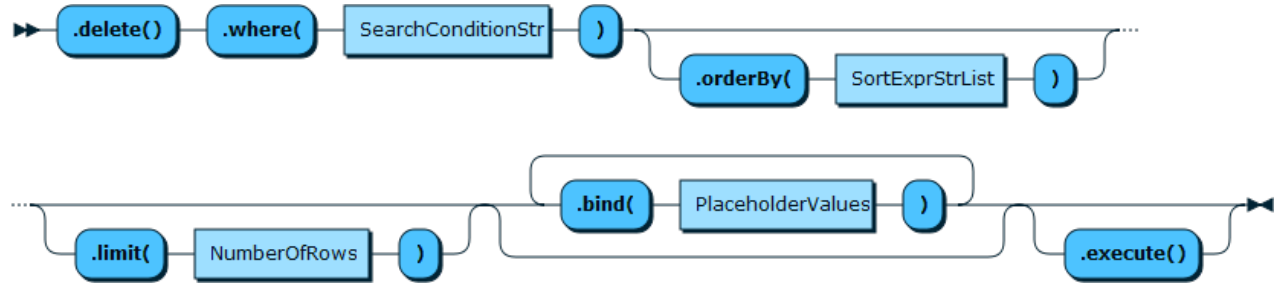 .delete() .where( SearchConditionStr )
.orderBy( SortExprStrList )
.bind( PlaceholderValues )
.limit( NumberOfRows ) .execute()